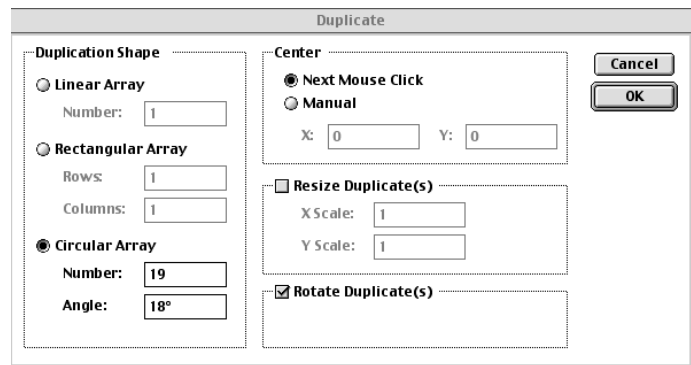 Duplicate
Duplication Shape
Linear Array
Number: 1
Rectangular Array
Rows: 1
Columns: 1
Circular Array
Number: 19
Angle: 18°
Center
Next Mouse Click
Manual
X: 0 Y: 0
Resize Duplicate(s)
X Scale: 1
Y Scale: 1
Rotate Duplicate(s)
Cancel
OK